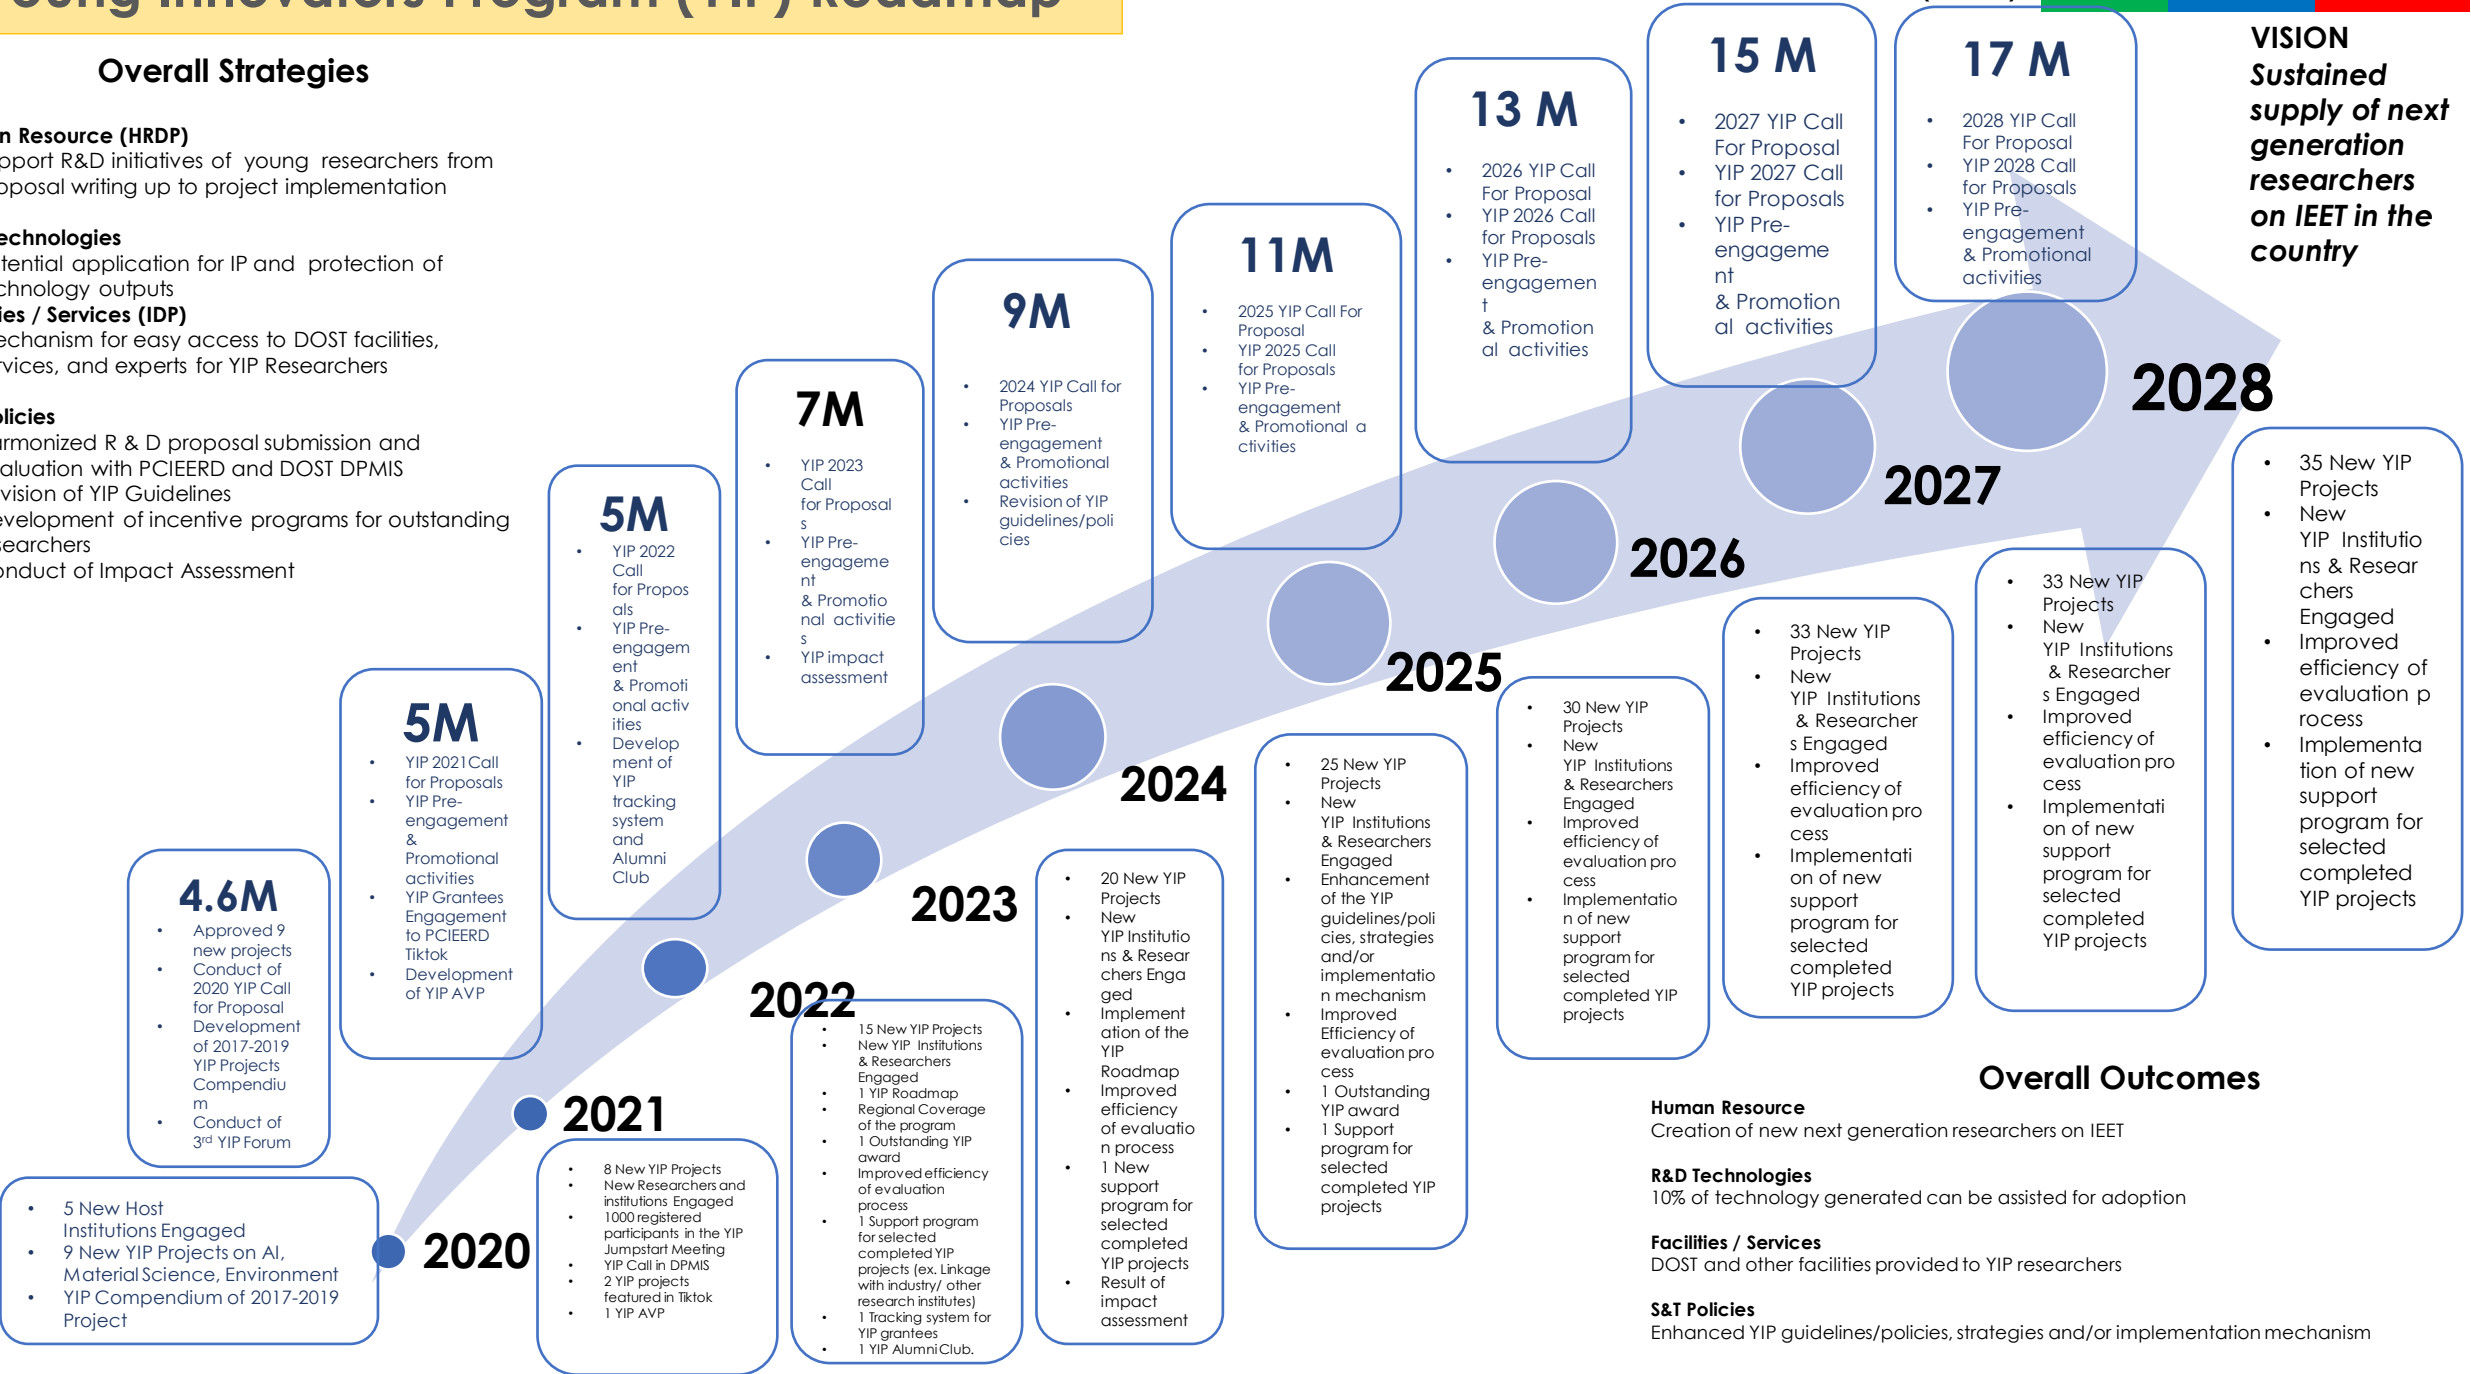 Young Innovators Program (YIP) Roadmap
Overall Strategies
n Resource (HRDP)
pport R&D initiatives of young researchers from
oposal writing up to project implementation
echnologies
tential application for IP and protection of
chnology outputs
ies / Services (IDP)
echanism for easy access to DOST facilities,
rvices, and experts for YIP Researchers
olicies
armonized R & D proposal submission and
aluation with PCIEERD and DOST DPMIS
vision of YIP Guidelines
evelopment of incentive programs for outstanding
searchers
onduct of Impact Assessment
4.6M
• Approved 9
new projects
• Conduct of
2020 YIP Call
for Proposal
• Development
of 2017-2019
YIP Projects
Compendiu
m
• Conduct of
3rd YIP Forum
5M
• YIP 2021Call
for Proposals
• YIP Pre-
engagement
&
Promotional
activities
• YIP Grantees
Engagement
to PCIEERD
Tiktok
• Development
of YIP AVP
5M
• YIP 2022
Call
for Propos
als
• YIP Pre-
engagem
ent
& Promoti
onal activ
ities
• Develop
ment of
YIP
tracking
system
and
Alumni
Club
7M
• YIP 2023
Call
for Proposal
s
• YIP Pre-
engageme
nt
& Promotio
nal activitie
s
• YIP impact
assessment
9M
• 2024 YIP Call for
Proposals
• YIP Pre-
engagement
& Promotional
activities
• Revision of YIP
guidelines/poli
cies
11M
• 2025 YIP Call For
Proposal
• YIP 2025 Call
for Proposals
• YIP Pre-
engagement
& Promotional a
ctivities
13 M
• 2026 YIP Call
For Proposal
• YIP 2026 Call
for Proposals
• YIP Pre-
engagemen
t
& Promotion
al activities
15 M
• 2027 YIP Call
For Proposal
• YIP 2027 Call
for Proposals
• YIP Pre-
engageme
nt
& Promotion
al activities
17 M
• 2028 YIP Call
For Proposal
• YIP 2028 Call
for Proposals
• YIP Pre-
engagement
& Promotional
activities
VISION
Sustained
supply of next
generation
researchers
on IEET in the
country
2020
2021
2022
2023
2024
2025
2026
2027
2028
• 5 New Host
Institutions Engaged
• 9 New YIP Projects on AI,
Material Science, Environment
• YIP Compendium of 2017-2019
Project
• 8 New YIP Projects
• New Researchers and
institutions Engaged
• 1000 registered
participants in the YIP
Jumpstart Meeting
• YIP Call in DPMIS
• 2 YIP projects
featured in Tiktok
• 1 YIP AVP
• 15 New YIP Projects
• New YIP Institutions
& Researchers
Engaged
• 1 YIP Roadmap
• Regional Coverage
of the program
• 1 Outstanding YIP
award
• Improved efficiency
of evaluation
process
• 1 Support program
for selected
completed YIP
projects (ex. Linkage
with industry/ other
research institutes)
• 1 Tracking system for
YIP grantees
• 1 YIP Alumni Club.
• 20 New YIP
Projects
• New
YIP Institutio
ns & Resear
chers Enga
ged
• Implement
ation of the
YIP
Roadmap
• Improved
efficiency
of evaluatio
n process
• 1 New
support
program for
selected
completed
YIP projects
• Result of
impact
assessment
• 25 New YIP
Projects
• New
YIP Institutions
& Researchers
Engaged
• Enhancement
of the YIP
guidelines/poli
cies, strategies
and/or
implementatio
n mechanism
• Improved
Efficiency of
evaluation pro
cess
• 1 Outstanding
YIP award
• 1 Support
program for
selected
completed YIP
projects
• 30 New YIP
Projects
• New
YIP Institutions
& Researchers
Engaged
• Improved
efficiency of
evaluation pro
cess
• Implementatio
n of new
support
program for
selected
completed YIP
projects
• 33 New YIP
Projects
• New
YIP Institutions
& Researcher
s Engaged
• Improved
efficiency of
evaluation pro
cess
• Implementati
on of new
support
program for
selected
completed
YIP projects
• 33 New YIP
Projects
• New
YIP Institutions
& Researcher
s Engaged
• Improved
efficiency of
evaluation pro
cess
• Implementati
on of new
support
program for
selected
completed
YIP projects
• 35 New YIP
Projects
• New
YIP Institutio
ns & Resear
chers
Engaged
• Improved
efficiency of
evaluation p
rocess
• Implementa
tion of new
support
program for
selected
completed
YIP projects
Overall Outcomes
Human Resource
Creation of new next generation researchers on IEET
R&D Technologies
10% of technology generated can be assisted for adoption
Facilities / Services
DOST and other facilities provided to YIP researchers
S&T Policies
Enhanced YIP guidelines/policies, strategies and/or implementation mechanism